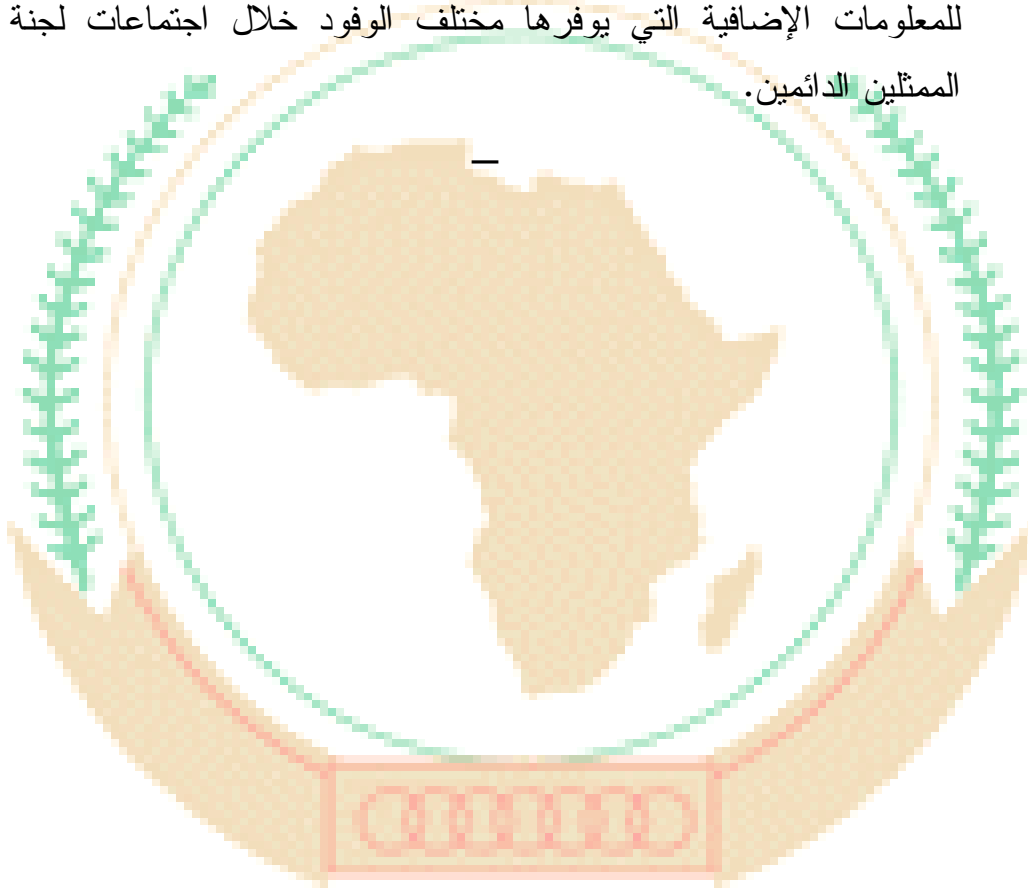 للمعلومات الإضافية التي يوفرها مختلف الوفود خلال اجتماعات لجنة
الممثلين الدائمين.
_